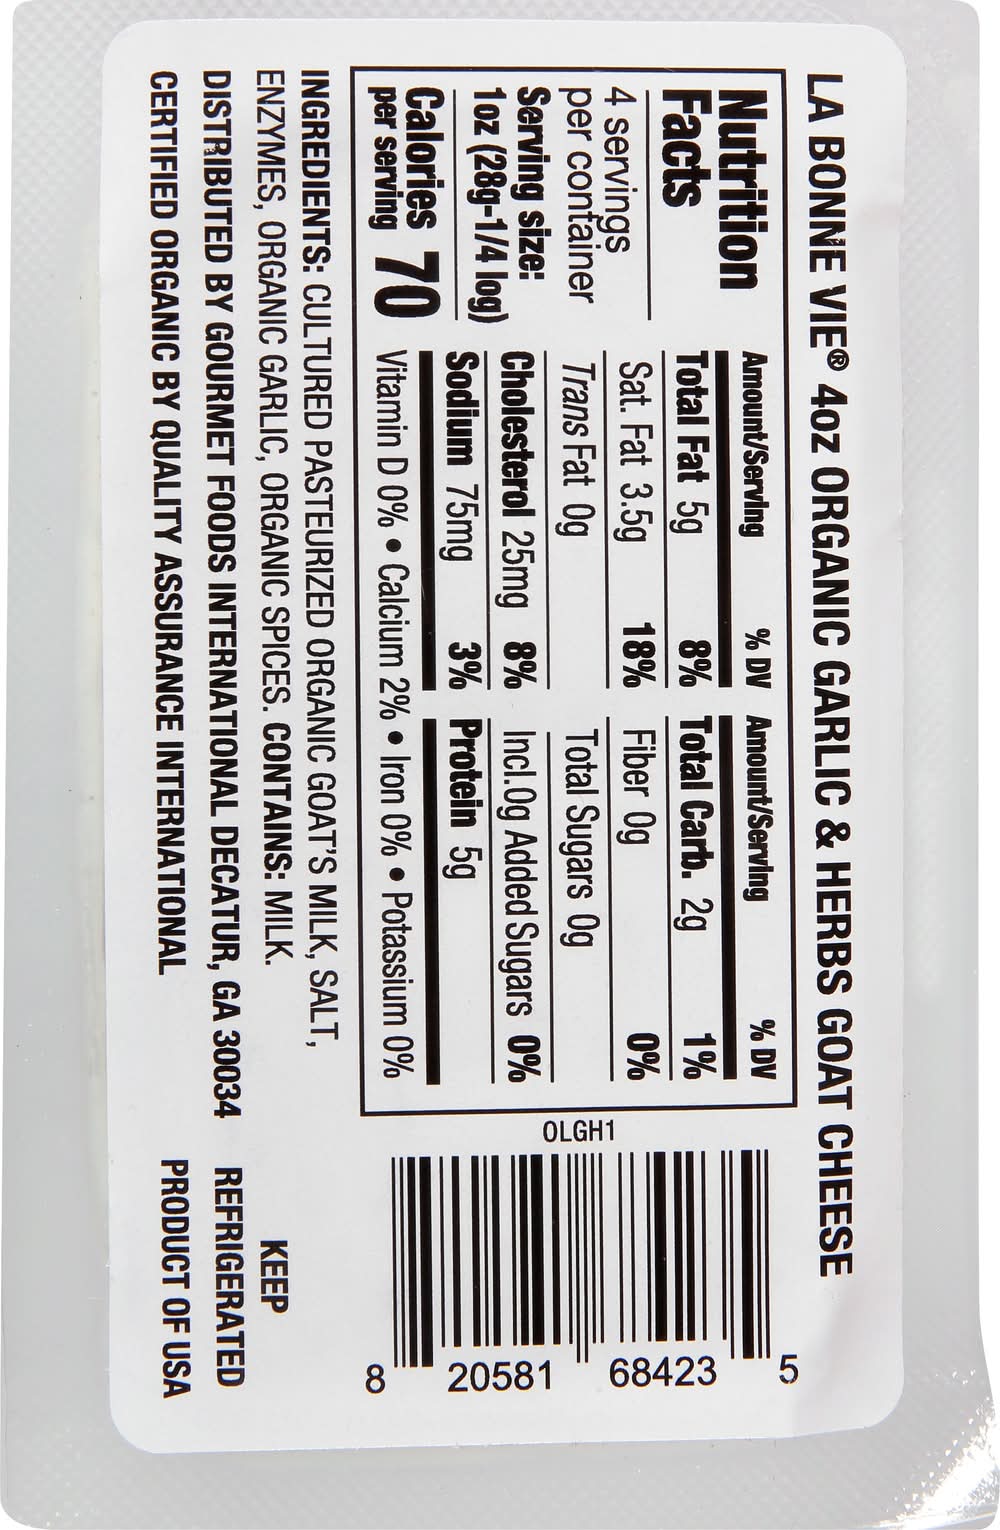 LA BONNE VIE® 4oz ORGANIC GARLIC & HERBS GOAT CHEESE
Nutrition
Facts
4 servings
per container
Serving size:
1oz (28g-1/4 log)
Calories 70
per serving
Amount/Serving % DV
Total Fat 5g 8%
Sat. Fat 3.5g 18%
Trans Fat 0g
Cholesterol 25mg 8%
Sodium 75mg 3%
Amount/Serving % DV
Total Carb. 2g 1%
Fiber 0g 0%
Total Sugars 0g
Incl.0g Added Sugars 0%
Protein 5g
Vitamin D 0% • Calcium 2% • Iron 0% • Potassium 0%
INGREDIENTS: CULTURED PASTEURIZED ORGANIC GOAT'S MILK, SALT,
ENZYMES, ORGANIC GARLIC, ORGANIC SPICES. CONTAINS: MILK.
DISTRIBUTED BY GOURMET FOODS INTERNATIONAL DECATUR, GA 30034
CERTIFIED ORGANIC BY QUALITY ASSURANCE INTERNATIONAL
OLGH1
8 20581 68423 5
KEEP
REFRIGERATED
PRODUCT OF USA